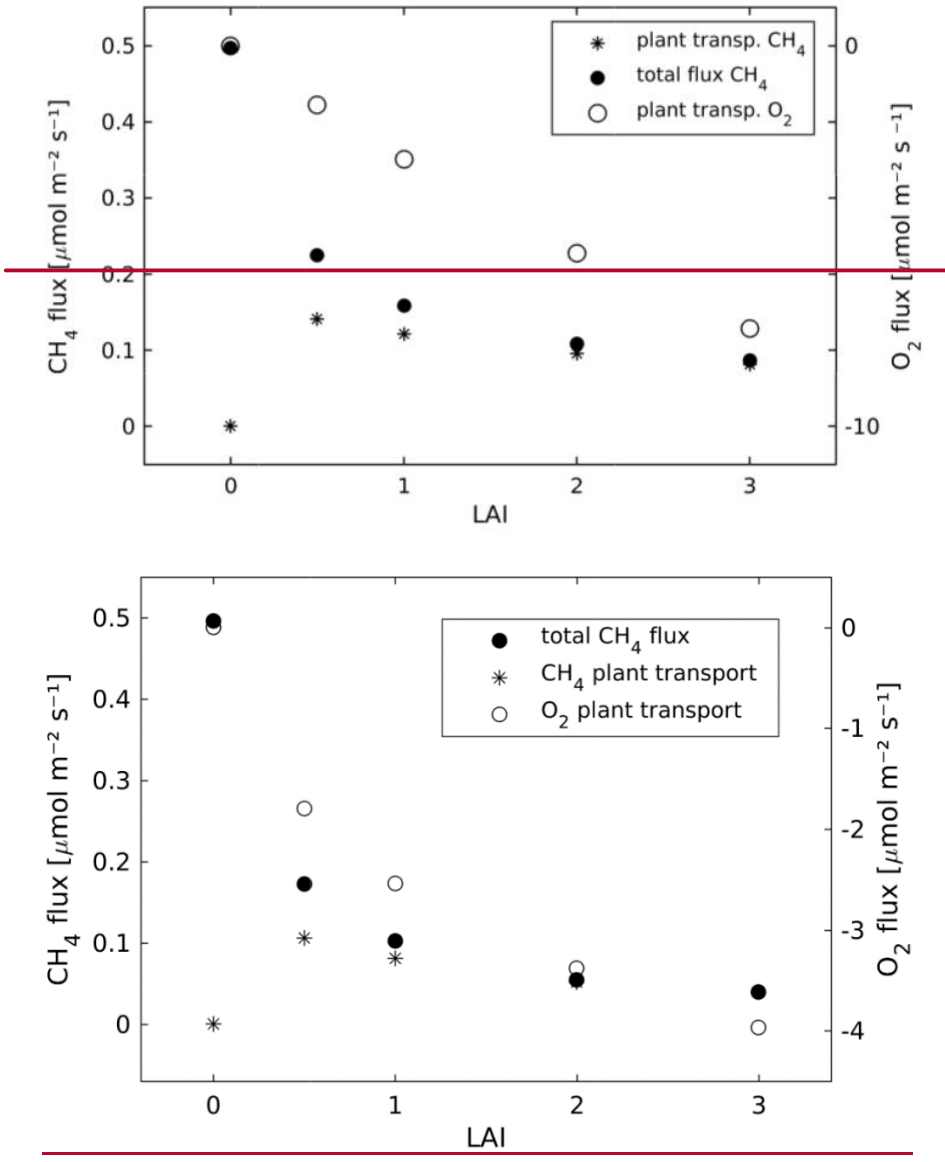 plant transp. CH4
total flux CH4
plant transp. O2
CH4 flux [μmol m⁻² s⁻¹]
0.5
0.4
0.3
0.2
0.1
0
0
-10
O2 flux [μmol m⁻² s ⁻¹]
0 1 2 3
LAI
total CH4 flux
CH4 plant transport
O2 plant transport
CH4 flux [μmol m⁻² s⁻¹]
0.5
0.4
0.3
0.2
0.1
0
0
-1
-2
-3
-4
O2 flux [μmol m⁻² s⁻¹]
0 1 2 3
LAI